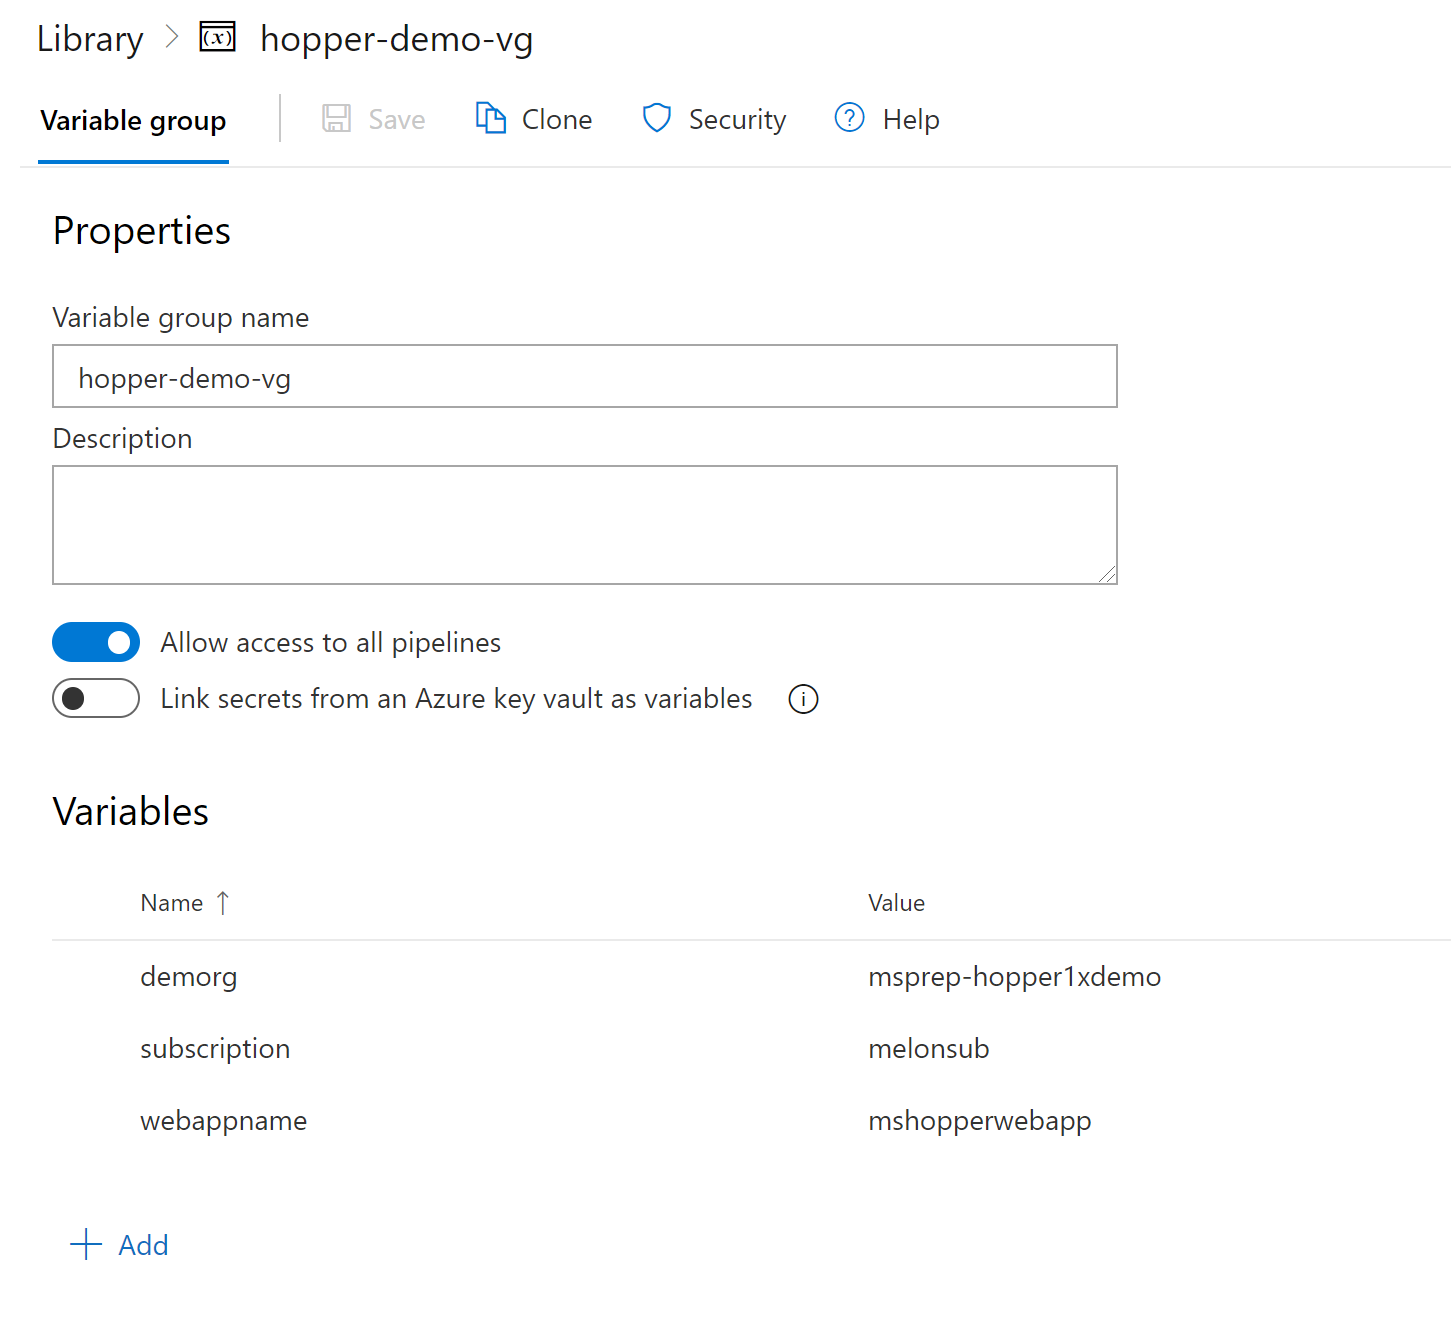 Library > (x) hopper-demo-vg
Variable group Save Clone Security ? Help
Properties
Variable group name
hopper-demo-vg
Description
Allow access to all pipelines
Link secrets from an Azure key vault as variables i
Variables
Name ↑ Value
demorg msprep-hopper1xdemo
subscription melonsub
webappname mshopperwebapp
+ Add